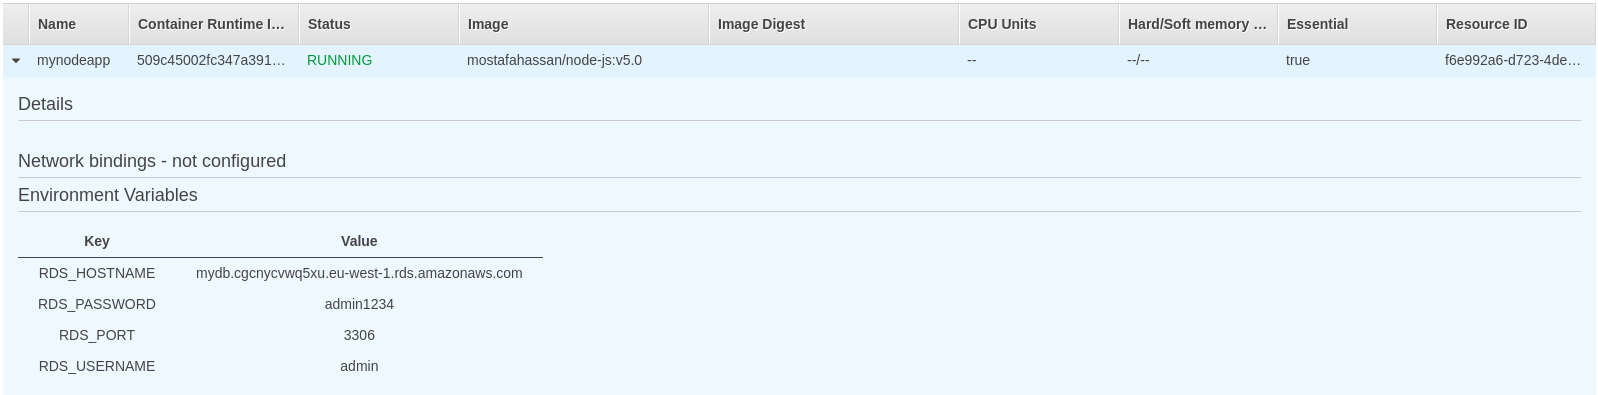 Name Container Runtime I... Status Image Image Digest CPU Units Hard/Soft memory ... Essential Resource ID
mynodeapp 509c45002fc347a391... RUNNING mostafahassan/node-js:v5.0 -- --/-- true f6e992a6-d723-4de...
Details
Network bindings - not configured
Environment Variables
Key Value
RDS_HOSTNAME mydb.cgcnycvwq5xu.eu-west-1.rds.amazonaws.com
RDS_PASSWORD admin1234
RDS_PORT 3306
RDS_USERNAME admin